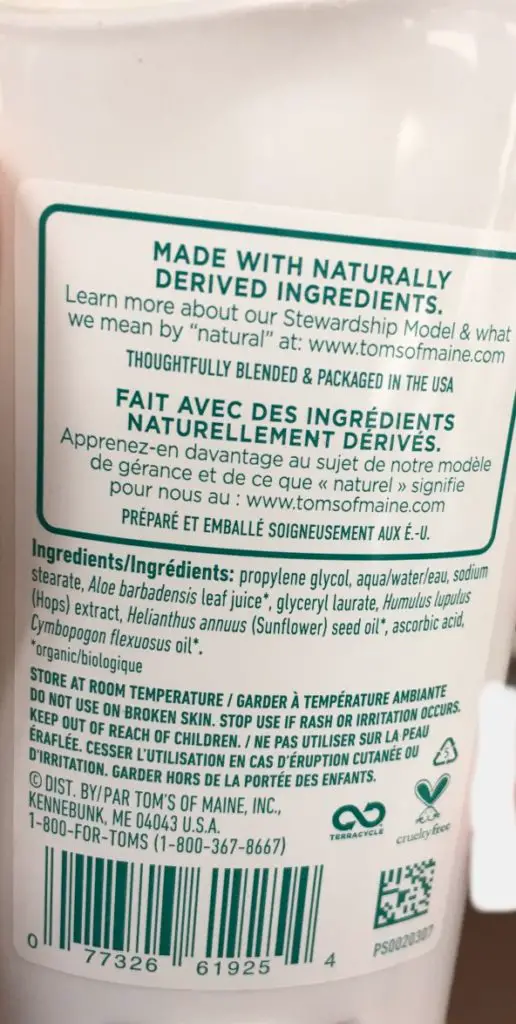 MADE WITH NATURALLY
DERIVED INGREDIENTS.
Learn more about our Stewardship Model & what
we mean by "natural" at: www.tomsofmaine.com
THOUGHTFULLY BLENDED & PACKAGED IN THE USA
FAIT AVEC DES INGRÉDIENTS
NATURELLEMENT DÉRIVÉS.
Apprenez-en davantage au sujet de notre modèle
de gérance et de ce que « naturel » signifie
pour nous au : www.tomsofmaine.com
PRÉPARÉ ET EMBALLÉ SOIGNEUSEMENT AUX É.-U.
Ingredients/Ingrédients: propylene glycol, aqua/water/eau, sodium
stearate, Aloe barbadensis leaf juice*, glyceryl laurate, Humulus lupulus
(Hops) extract, Helianthus annuus (Sunflower) seed oil*, ascorbic acid,
Cymbopogon flexuosus oil*.
*organic/biologique
STORE AT ROOM TEMPERATURE / GARDER À TEMPÉRATURE AMBIANTE
DO NOT USE ON BROKEN SKIN. STOP USE IF RASH OR IRRITATION OCCURS.
KEEP OUT OF REACH OF CHILDREN. / NE PAS UTILISER SUR LA PEAU
ÉRAFLÉE. CESSER L'UTILISATION EN CAS D'ÉRUPTION CUTANÉE OU
D'IRRITATION. GARDER HORS DE LA PORTÉE DES ENFANTS.
© DIST. BY/PAR TOM'S OF MAINE, INC.,
KENNEBUNK, ME 04043 U.S.A.
1-800-FOR-TOMS (1-800-367-8667)
5
TERRACYCLE
crueltyfree
0 77326 61925 4
PS0020307